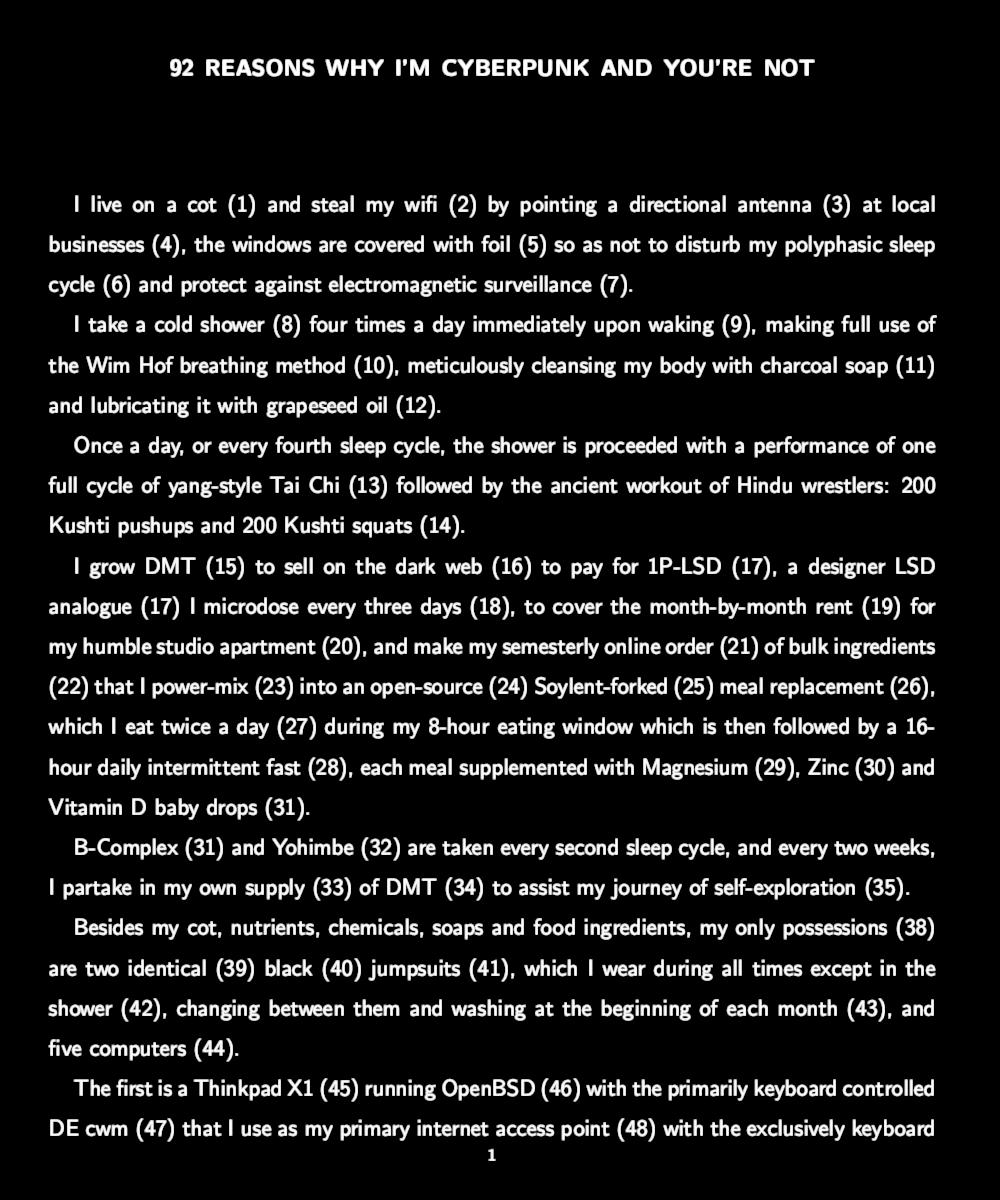 92 REASONS WHY I'M CYBERPUNK AND YOU'RE NOT
I live on a cot (1) and steal my wifi (2) by pointing a directional antenna (3) at local
businesses (4), the windows are covered with foil (5) so as not to disturb my polyphasic sleep
cycle (6) and protect against electromagnetic surveillance (7).
I take a cold shower (8) four times a day immediately upon waking (9), making full use of
the Wim Hof breathing method (10), meticulously cleansing my body with charcoal soap (11)
and lubricating it with grapeseed oil (12).
Once a day, or every fourth sleep cycle, the shower is proceeded with a performance of one
full cycle of yang-style Tai Chi (13) followed by the ancient workout of Hindu wrestlers: 200
Kushti pushups and 200 Kushti squats (14).
I grow DMT (15) to sell on the dark web (16) to pay for 1P-LSD (17), a designer LSD
analogue (17) I microdose every three days (18), to cover the month-by-month rent (19) for
my humble studio apartment (20), and make my semesterly online order (21) of bulk ingredients
(22) that I power-mix (23) into an open-source (24) Soylent-forked (25) meal replacement (26),
which I eat twice a day (27) during my 8-hour eating window which is then followed by a 16-
hour daily intermittent fast (28), each meal supplemented with Magnesium (29), Zinc (30) and
Vitamin D baby drops (31).
B-Complex (31) and Yohimbe (32) are taken every second sleep cycle, and every two weeks,
I partake in my own supply (33) of DMT (34) to assist my journey of self-exploration (35).
Besides my cot, nutrients, chemicals, soaps and food ingredients, my only possessions (38)
are two identical (39) black (40) jumpsuits (41), which I wear during all times except in the
shower (42), changing between them and washing at the beginning of each month (43), and
five computers (44).
The first is a Thinkpad X1 (45) running OpenBSD (46) with the primarily keyboard controlled
DE cwm (47) that I use as my primary internet access point (48) with the exclusively keyboard
1